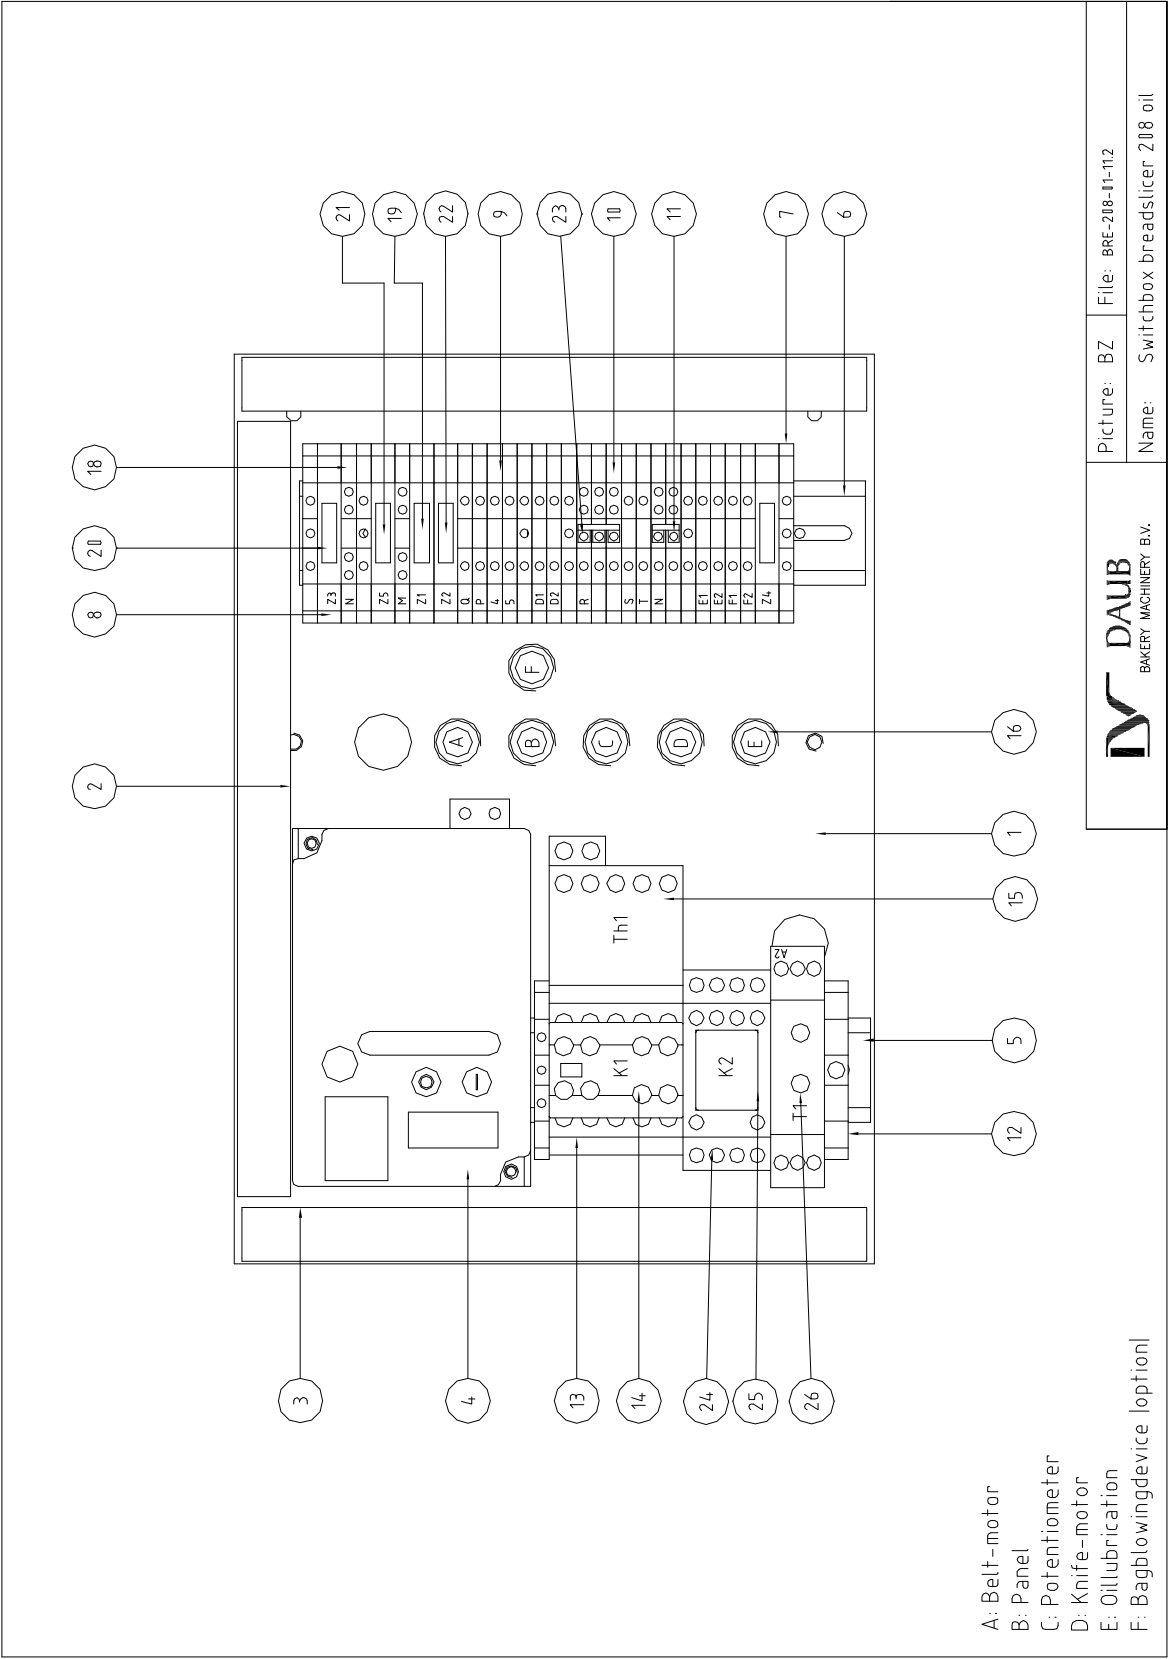 2
8
20
18
3
21
19
22
9
23
10
11
7
6
Z3
N
Z5
M
Z1
Z2
Q
P
4
5
D1
D2
R
S
T
N
E1
E2
F1
F2
Z4
F
A
B
C
D
E
Th1
K1
K2
A2
T1
4
13
14
24
25
26
12
5
15
1
16
A: Belt-motor
B: Panel
C: Potentiometer
D: Knife-motor
E: Oillubrication
F: Bagblowingdevice |option|
DAUB
BAKERY MACHINERY B.V.
Picture: BZ
File: BRE-208-01-11.2
Name: Switchbox breadslicer 208 oil